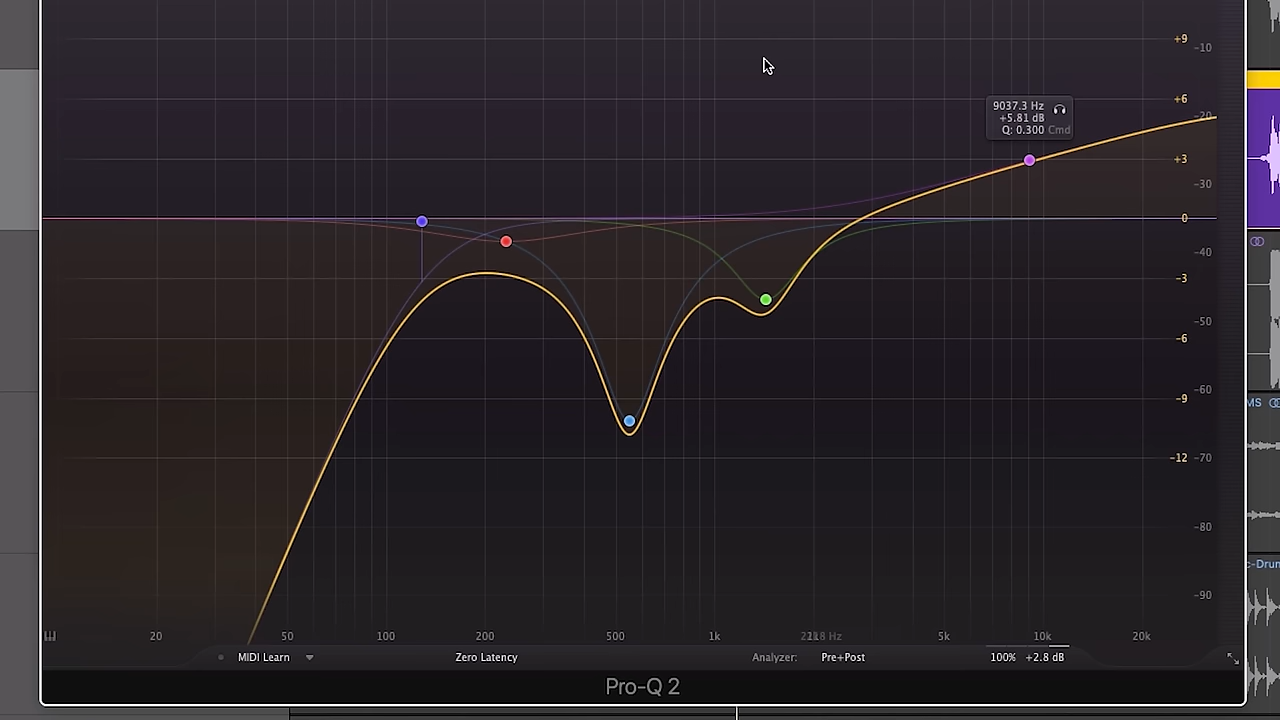 +9
-10
9037.3 Hz
+5.81 dB
Q: 0.300 Cmd
+6
-20
+3
-30
0
-40
-3
-50
-6
-60
MS
-9
-12
-70
-80
-90
20
50
100
200
500
1k
5k
10k
20k
MIDI Learn
Zero Latency
Analyzer:
Pre+Post
100%
+2.8 dB
Pro-Q 2